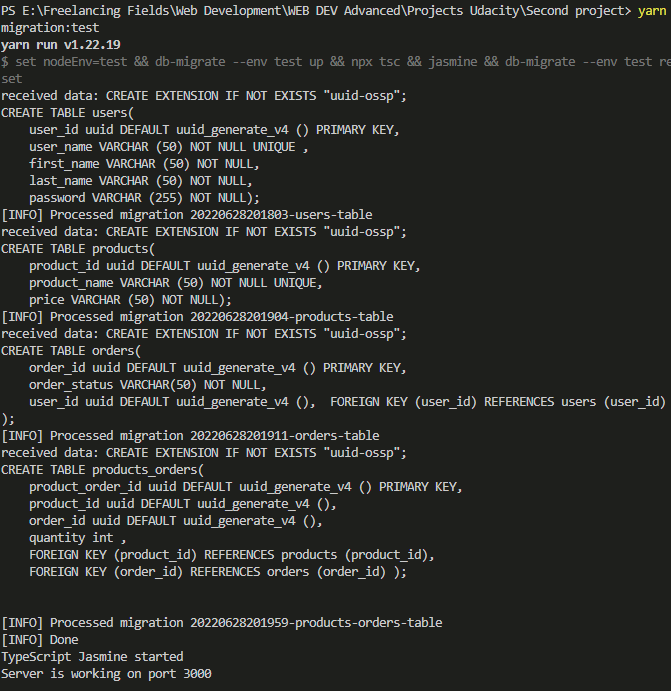 PS E:\Freelancing Fields\Web Development\WEB DEV Advanced\Projects Udacity\Second project> yarn
migration:test
yarn run v1.22.19
$ set nodeEnv=test && db-migrate --env test up && npx tsc && jasmine && db-migrate --env test re
set
received data: CREATE EXTENSION IF NOT EXISTS "uuid-ossp";
CREATE TABLE users(
    user_id uuid DEFAULT uuid_generate_v4 () PRIMARY KEY,
    user_name VARCHAR (50) NOT NULL UNIQUE ,
    first_name VARCHAR (50) NOT NULL,
    last_name VARCHAR (50) NOT NULL,
    password VARCHAR (255) NOT NULL);
[INFO] Processed migration 20220628201803-users-table
received data: CREATE EXTENSION IF NOT EXISTS "uuid-ossp";
CREATE TABLE products(
    product_id uuid DEFAULT uuid_generate_v4 () PRIMARY KEY,
    product_name VARCHAR (50) NOT NULL UNIQUE,
    price VARCHAR (50) NOT NULL);
[INFO] Processed migration 20220628201904-products-table
received data: CREATE EXTENSION IF NOT EXISTS "uuid-ossp";
CREATE TABLE orders(
    order_id uuid DEFAULT uuid_generate_v4 () PRIMARY KEY,
    order_status VARCHAR(50) NOT NULL,
    user_id uuid DEFAULT uuid_generate_v4 (),  FOREIGN KEY (user_id) REFERENCES users (user_id)
);
[INFO] Processed migration 20220628201911-orders-table
received data: CREATE EXTENSION IF NOT EXISTS "uuid-ossp";
CREATE TABLE products_orders(
    product_order_id uuid DEFAULT uuid_generate_v4 () PRIMARY KEY,
    product_id uuid DEFAULT uuid_generate_v4 (),
    order_id uuid DEFAULT uuid_generate_v4 (),
    quantity int ,
    FOREIGN KEY (product_id) REFERENCES products (product_id),
    FOREIGN KEY (order_id) REFERENCES orders (order_id) );
[INFO] Processed migration 20220628201959-products-orders-table
[INFO] Done
TypeScript Jasmine started
Server is working on port 3000